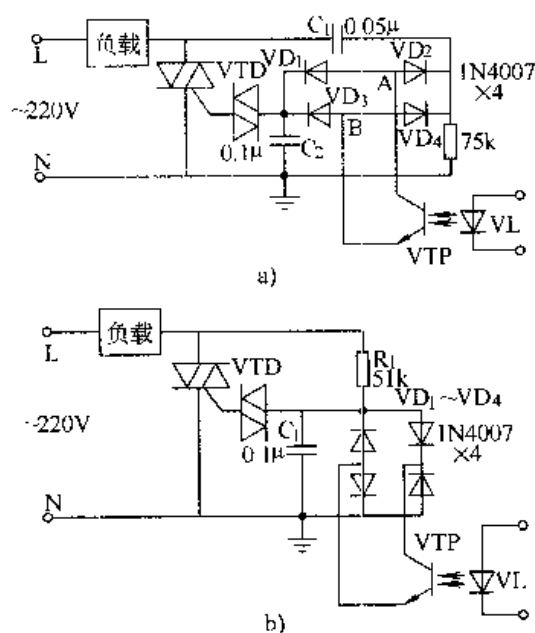 C₁ 0.05μ
L 负载
VTD VD₁ VD₂
A 1N4007
×4
~220V VD₃
B VD₄
0.1μ C₂ 75k
N
VL
VTP
a)
负载
L
VTD R₁
51k
VD₁~VD₄
~220V C₁ 1N4007
0.1μ ×4
N
VTP
VL
b)